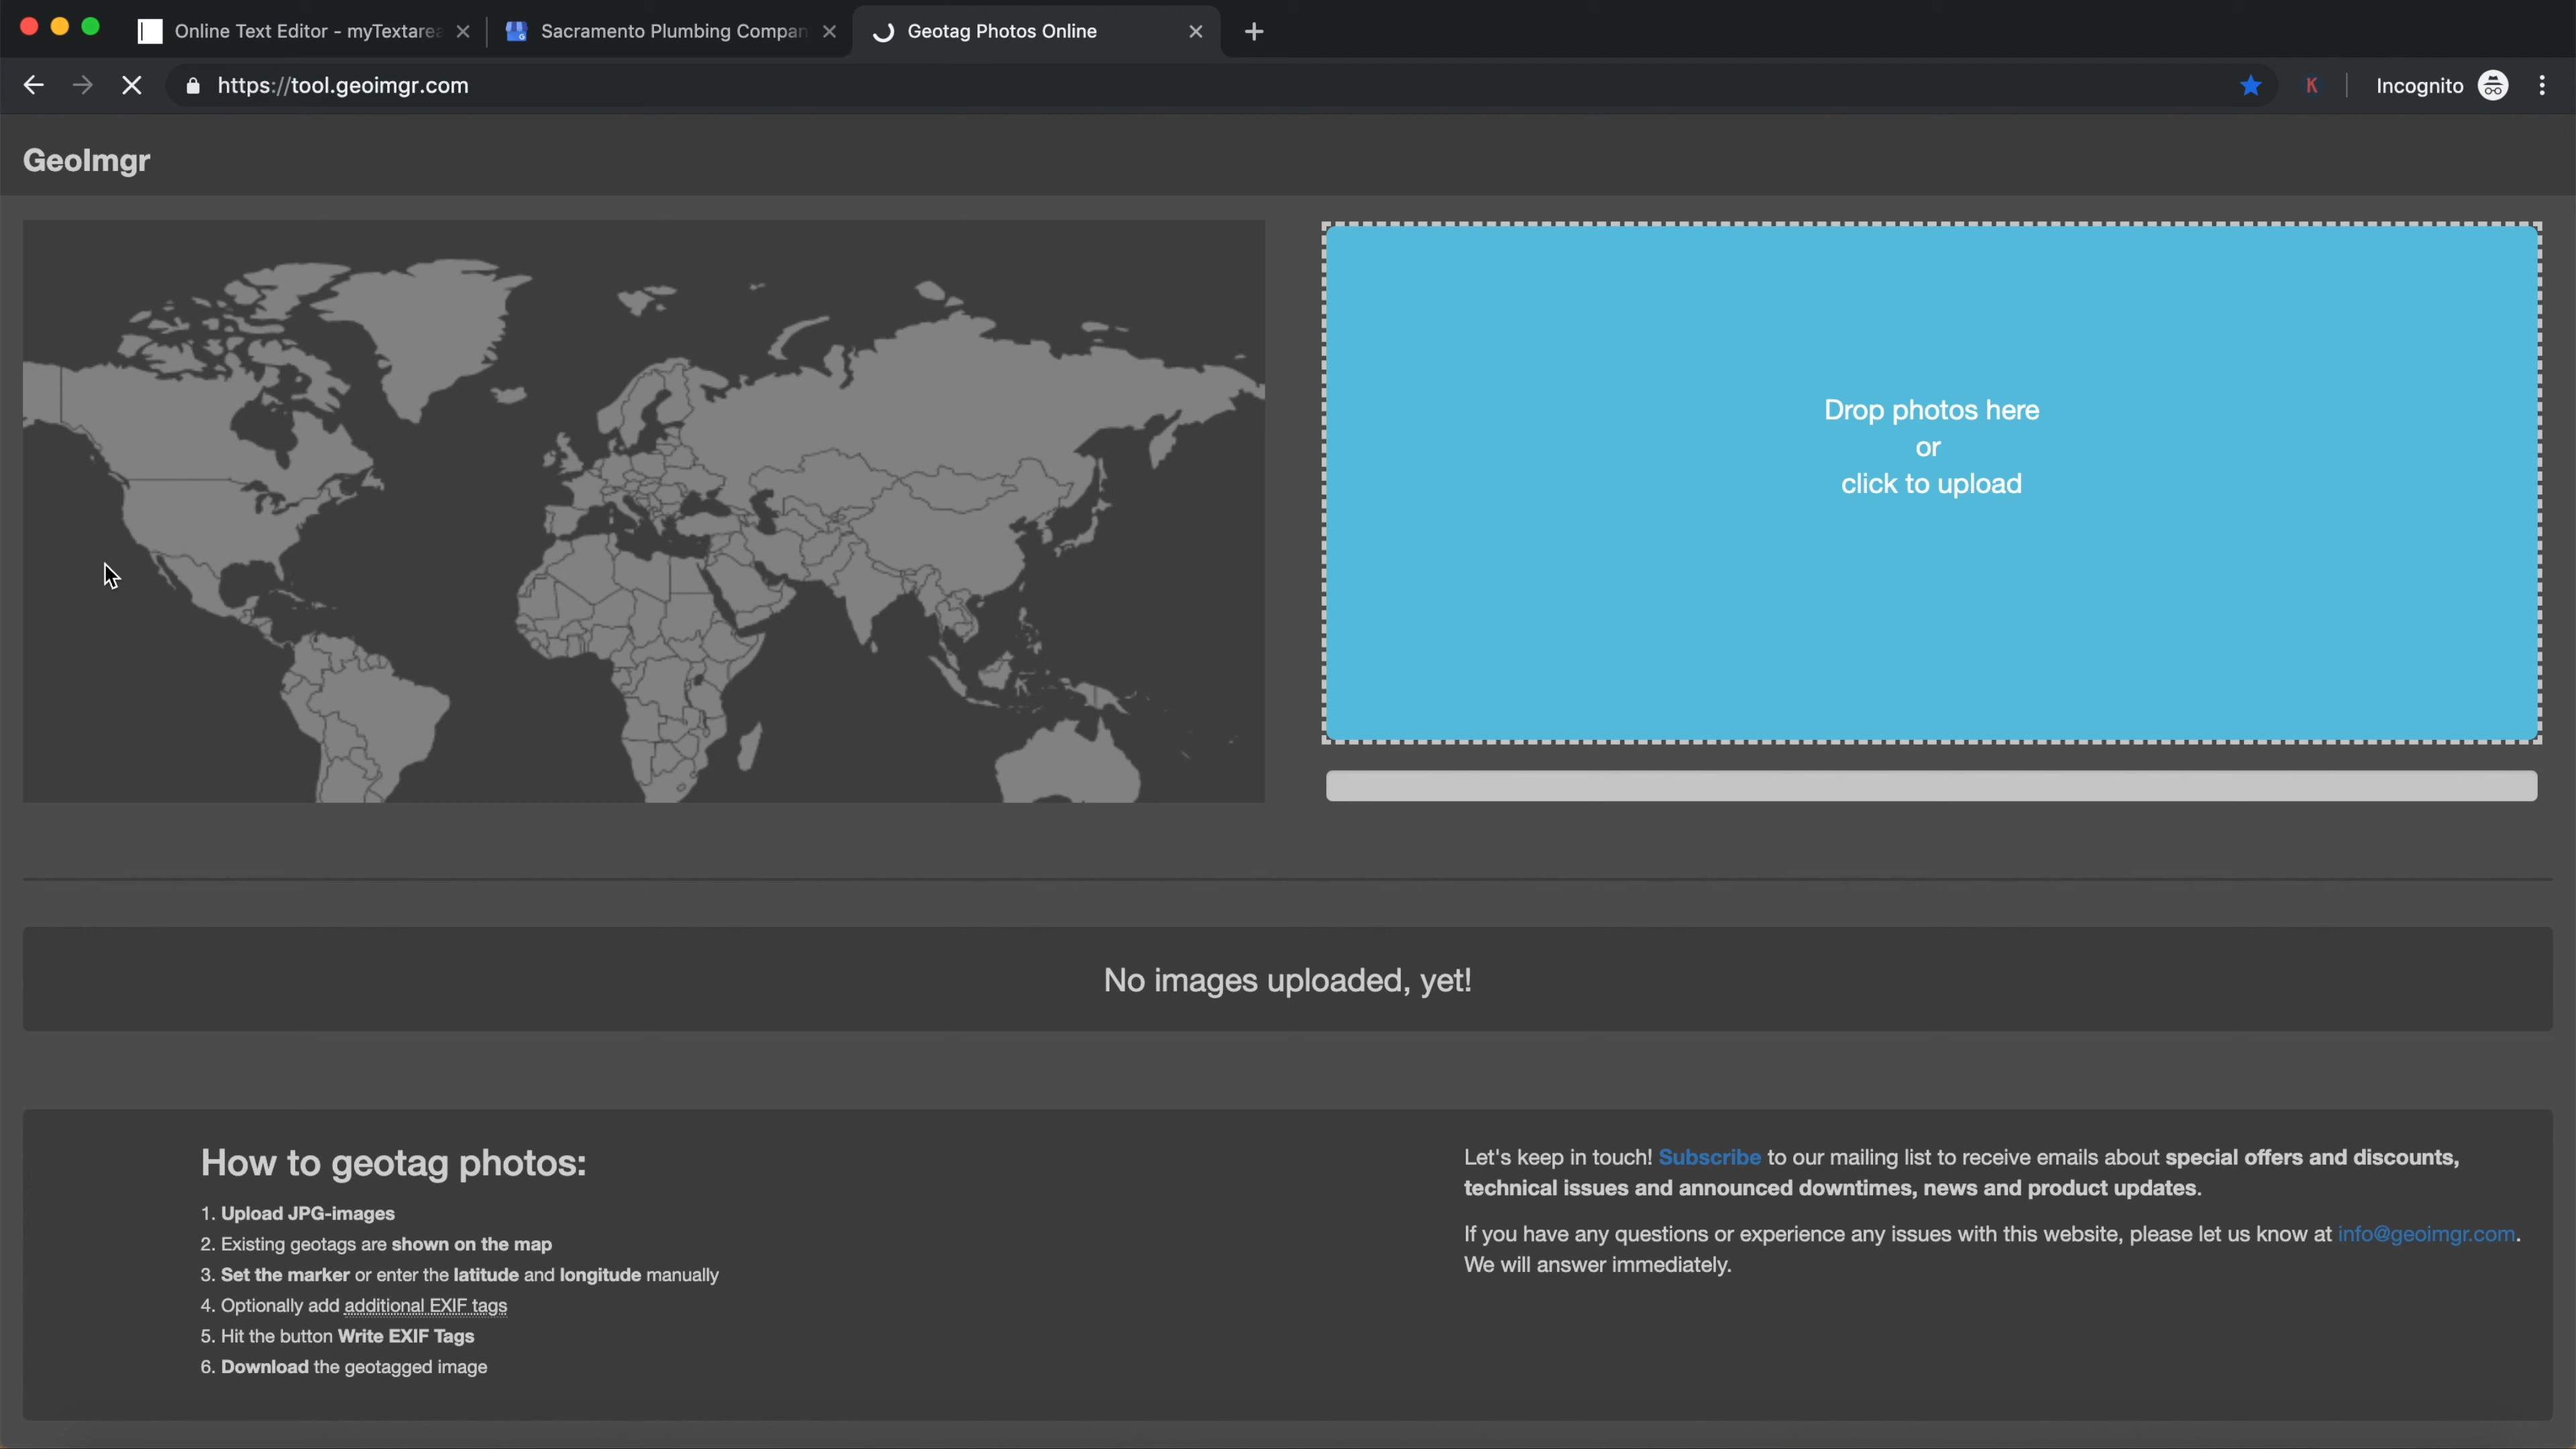 Online Text Editor - myTextarea
Sacramento Plumbing Compan
Geotag Photos Online
https://tool.geoimgr.com
K
Incognito
GeoImgr
Drop photos here
or
click to upload
No images uploaded, yet!
How to geotag photos:
1. Upload JPG-images
2. Existing geotags are shown on the map
3. Set the marker or enter the latitude and longitude manually
4. Optionally add additional EXIF tags
5. Hit the button Write EXIF Tags
6. Download the geotagged image
Let's keep in touch! Subscribe to our mailing list to receive emails about special offers and discounts,
technical issues and announced downtimes, news and product updates.
If you have any questions or experience any issues with this website, please let us know at info@geoimgr.com.
We will answer immediately.